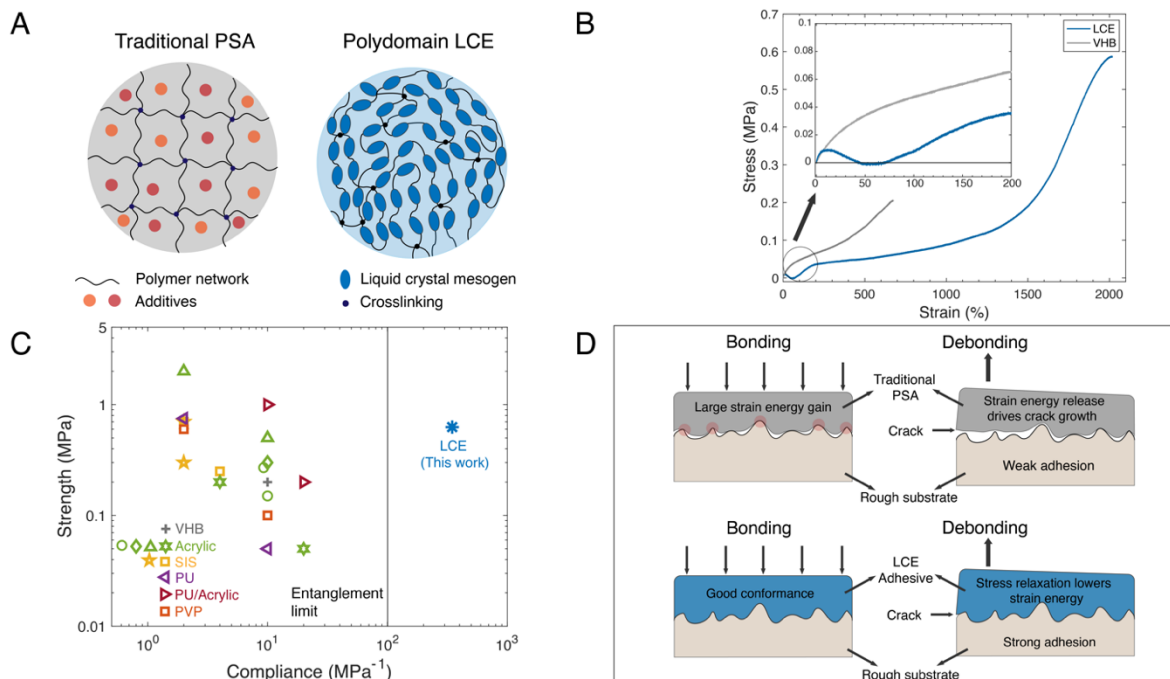 A
Traditional PSA
Polydomain LCE
Polymer network
Additives
Liquid crystal mesogen
Crosslinking
B
0.7
0.6
0.5
0.4
0.3
0.2
0.1
0
Stress (MPa)
0.1
0.08
0.06
0.04
0.02
0
0 50 100 150 200
LCE
VHB
0 500 1000 1500 2000
Strain (%)
C
5
1
0.1
0.01
Strength (MPa)
LCE
(This work)
VHB
Acrylic
SIS
PU
PU/Acrylic
PVP
Entanglement
limit
10⁰ 10¹ 10² 10³
Compliance (MPa⁻¹)
D
Bonding
Debonding
Traditional
PSA
Large strain energy gain
Strain energy release
drives crack growth
Crack
Weak adhesion
Rough substrate
Bonding
Debonding
LCE
Adhesive
Good conformance
Stress relaxation lowers
strain energy
Crack
Strong adhesion
Rough substrate